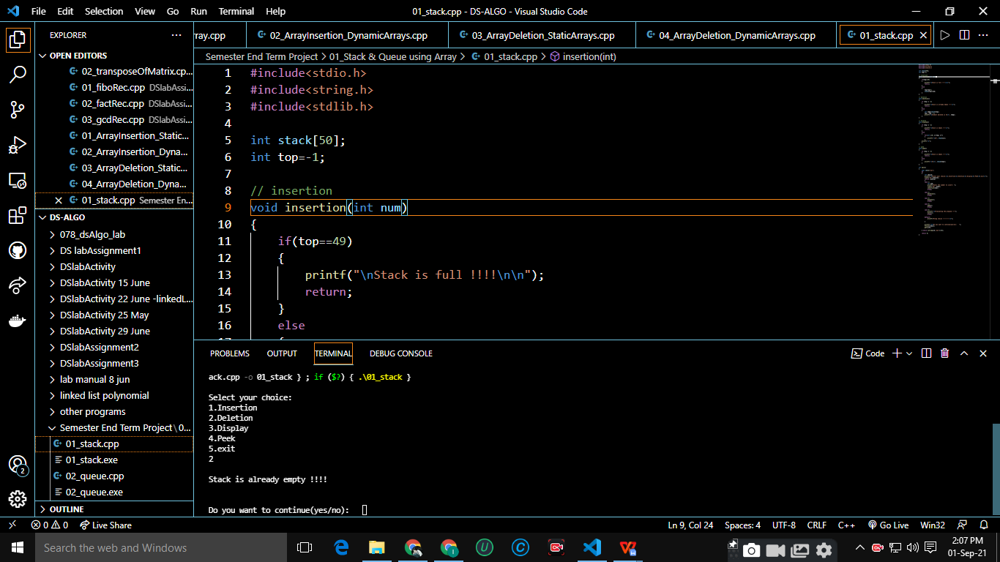 File Edit Selection View Go Run Terminal Help 01_stack.cpp - DS-ALGO - Visual Studio Code
EXPLORER
OPEN EDITORS
02_transposeOfMatrix.cp...
01_fiboRec.cpp DSlabAssi...
02_factRec.cpp DSlabAssi...
03_gcdRec.cpp DSlabAssi...
01_ArrayInsertion_Static...
02_ArrayInsertion_Dyna...
03_ArrayDeletion_Static...
04_ArrayDeletion_Dyna...
01_stack.cpp Semester En...
DS-ALGO
078_dsAlgo_lab
DS labAssignment1
DSlabActivity
DSlabActivity 15 June
DSlabActivity 22 June -linkedL...
DSlabActivity 25 May
DSlabActivity 29 June
DSlabAssignment2
DSlabAssignment3
lab manual 8 jun
linked list polynomial
other programs
Semester End Term Project\0...
01_stack.cpp
01_stack.exe
02_queue.cpp
02_queue.exe
OUTLINE
2
rray.cpp 02_ArrayInsertion_DynamicArrays.cpp 03_ArrayDeletion_StaticArrays.cpp 04_ArrayDeletion_DynamicArrays.cpp 01_stack.cpp
Semester End Term Project > 01_Stack & Queue using Array > 01_stack.cpp > insertion(int)
1 #include<stdio.h>
2 #include<string.h>
3 #include<stdlib.h>
4
5 int stack[50];
6 int top=-1;
7
8 // insertion
9 void insertion(int num)
10 {
11 if(top==49)
12 {
13 printf("\nStack is full !!!!\n\n");
14 return;
15 }
16 else
PROBLEMS OUTPUT TERMINAL DEBUG CONSOLE Code
ack.cpp -o 01_stack } ; if ($?) { .\01_stack }
Select your choice:
1.Insertion
2.Deletion
3.Display
4.Peek
5.exit
2
Stack is already empty !!!!
Do you want to continue(yes/no):
0 0 Live Share Ln 9, Col 24 Spaces: 4 UTF-8 CRLF C++ Go Live Win32
Search the web and Windows
2:07 PM
01-Sep-21